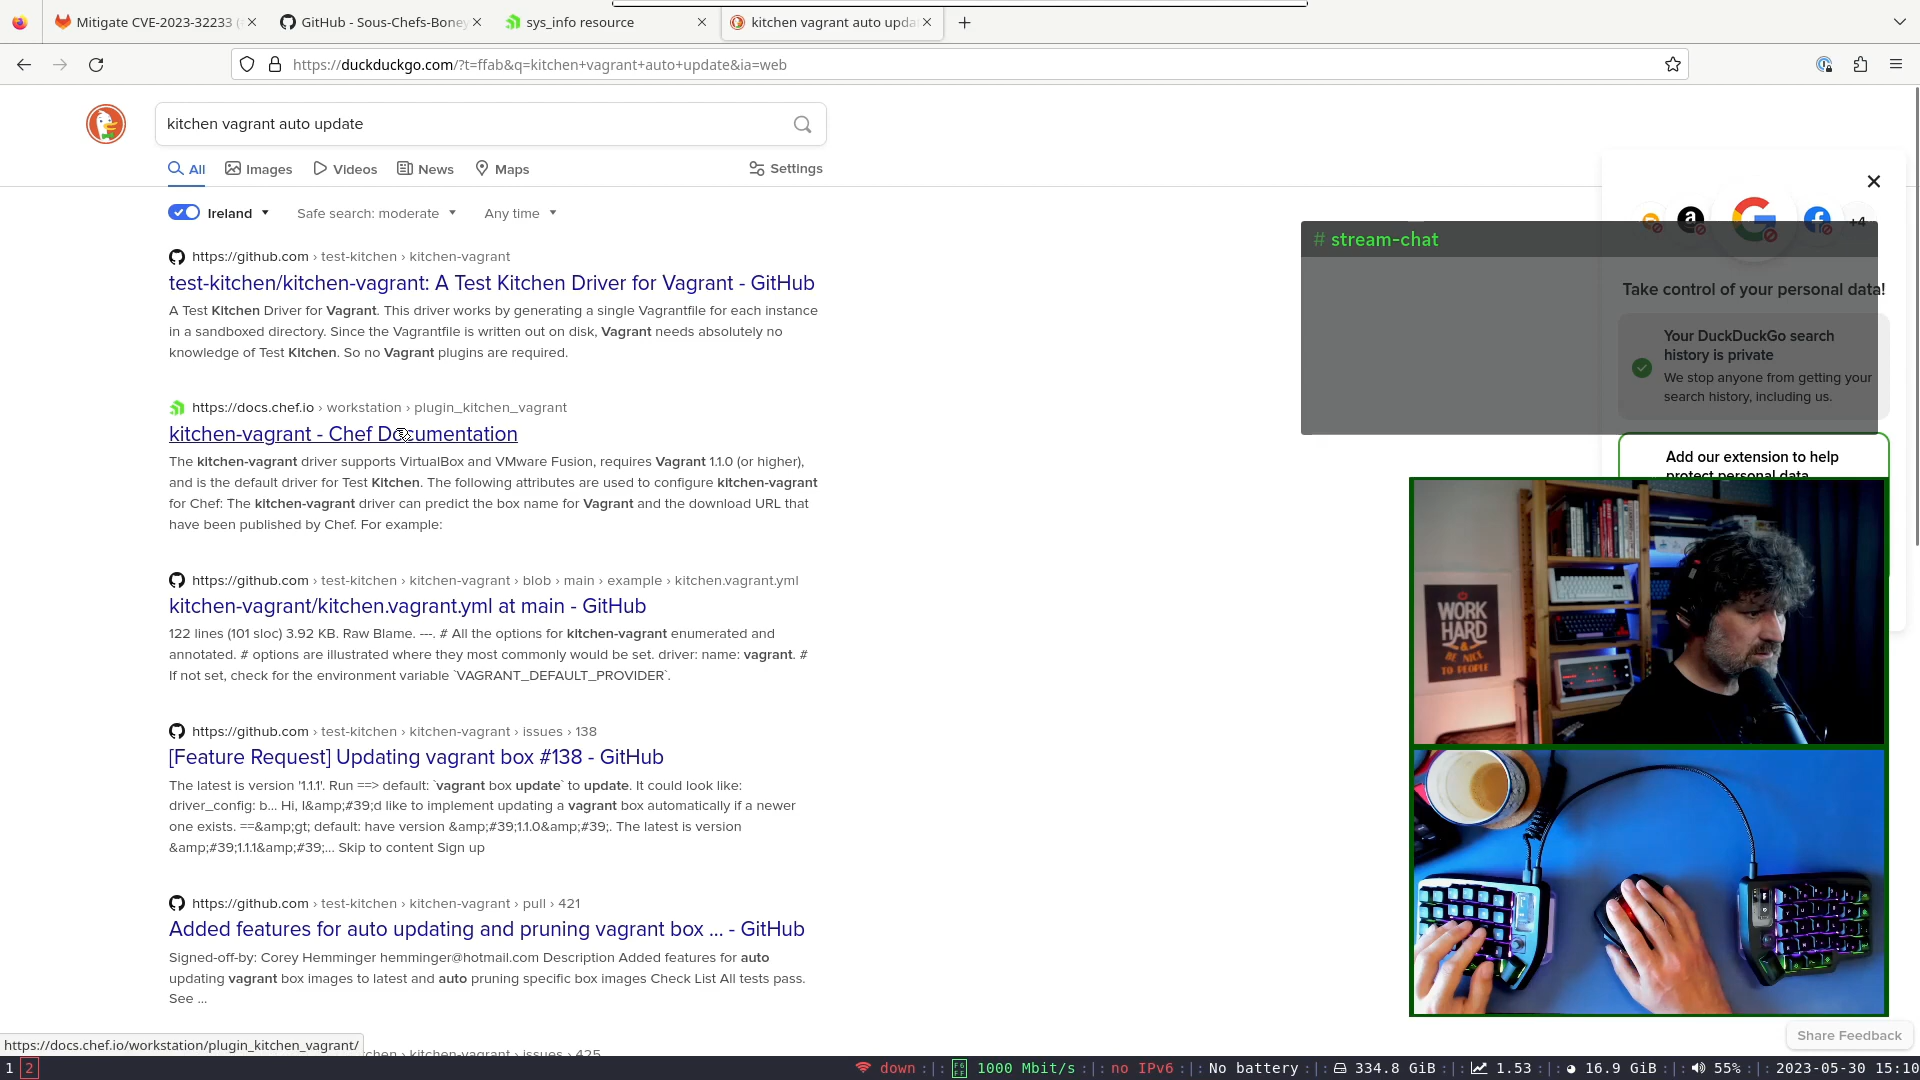 Mitigate CVE-2023-32233
GitHub - Sous-Chefs-Boney
sys_info resource
kitchen vagrant auto upda
https://duckduckgo.com/?t=ffab&q=kitchen+vagrant+auto+update&ia=web
kitchen vagrant auto update
All
Images
Videos
News
Maps
Settings
Ireland
Safe search: moderate
Any time
https://github.com › test-kitchen › kitchen-vagrant
test-kitchen/kitchen-vagrant: A Test Kitchen Driver for Vagrant - GitHub
A Test Kitchen Driver for Vagrant. This driver works by generating a single Vagrantfile for each instance
in a sandboxed directory. Since the Vagrantfile is written out on disk, Vagrant needs absolutely no
knowledge of Test Kitchen. So no Vagrant plugins are required.
https://docs.chef.io › workstation › plugin_kitchen_vagrant
kitchen-vagrant - Chef Documentation
The kitchen-vagrant driver supports VirtualBox and VMware Fusion, requires Vagrant 1.1.0 (or higher),
and is the default driver for Test Kitchen. The following attributes are used to configure kitchen-vagrant
for Chef: The kitchen-vagrant driver can predict the box name for Vagrant and the download URL that
have been published by Chef. For example:
https://github.com › test-kitchen › kitchen-vagrant › blob › main › example › kitchen.vagrant.yml
kitchen-vagrant/kitchen.vagrant.yml at main - GitHub
122 lines (101 sloc) 3.92 KB. Raw Blame. ---. # All the options for kitchen-vagrant enumerated and
annotated. # options are illustrated where they most commonly would be set. driver: name: vagrant. #
If not set, check for the environment variable `VAGRANT_DEFAULT_PROVIDER`.
https://github.com › test-kitchen › kitchen-vagrant › issues › 138
[Feature Request] Updating vagrant box #138 - GitHub
The latest is version '1.1.1'. Run ==> default: `vagrant box update` to update. It could look like:
driver_config: b... Hi, I&amp;#39;d like to implement updating a vagrant box automatically if a newer
one exists. ==&amp;gt; default: have version &amp;#39;1.1.0&amp;#39;. The latest is version
&amp;#39;1.1.1&amp;#39;... Skip to content Sign up
https://github.com › test-kitchen › kitchen-vagrant › pull › 421
Added features for auto updating and pruning vagrant box ... - GitHub
Signed-off-by: Corey Hemminger hemminger@hotmail.com Description Added features for auto
updating vagrant box images to latest and auto pruning specific box images Check List All tests pass.
See ...
https://docs.chef.io/workstation/plugin_kitchen_vagrant/
chen › kitchen-vagrant › issues › 425
+4
# stream-chat
Take control of your personal data!
Your DuckDuckGo search
history is private
We stop anyone from getting your
search history, including us.
Add our extension to help
protect personal data
WORK
HARD
& BE NICE
TO PEOPLE
Share Feedback
1 2
down :|: 1000 Mbit/s :|: no IPv6 :|: No battery :|: 334.8 GiB :|: 1.53 :|: 16.9 GiB :|: 55% :|: 2023-05-30 15:10